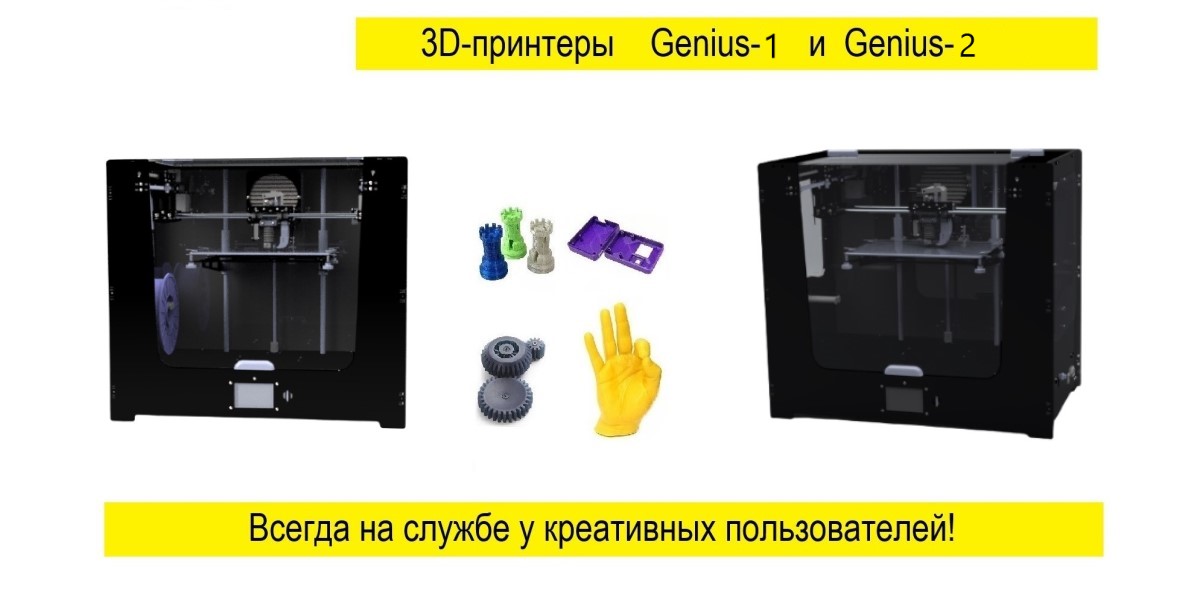 3D-принтеры Genius-1 и Genius-2
Всегда на службе у креативных пользователей!